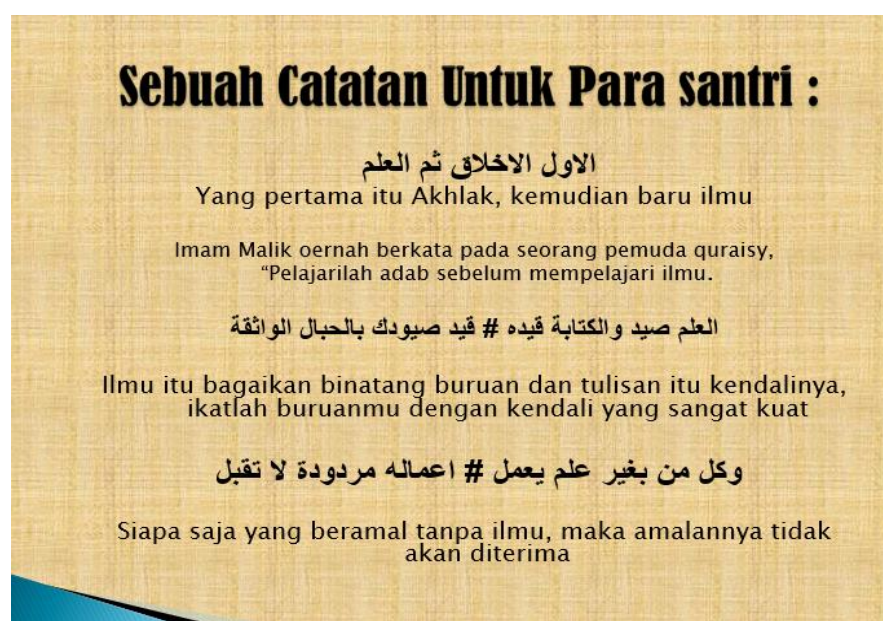 Sebuah Catatan Untuk Para santri :
الاول الاخلاق ثم العلم
Yang pertama itu Akhlak, kemudian baru ilmu
Imam Malik oernah berkata pada seorang pemuda quraisy,
“Pelajarilah adab sebelum mempelajari ilmu.
العلم صيد والكتابة قيده # قيد صيودك بالحبال الواثقة
Ilmu itu bagaikan binatang buruan dan tulisan itu kendalinya,
ikatlah buruanmu dengan kendali yang sangat kuat
وكل من بغير علم يعمل # اعماله مردودة لا تقبل
Siapa saja yang beramal tanpa ilmu, maka amalannya tidak
akan diterima